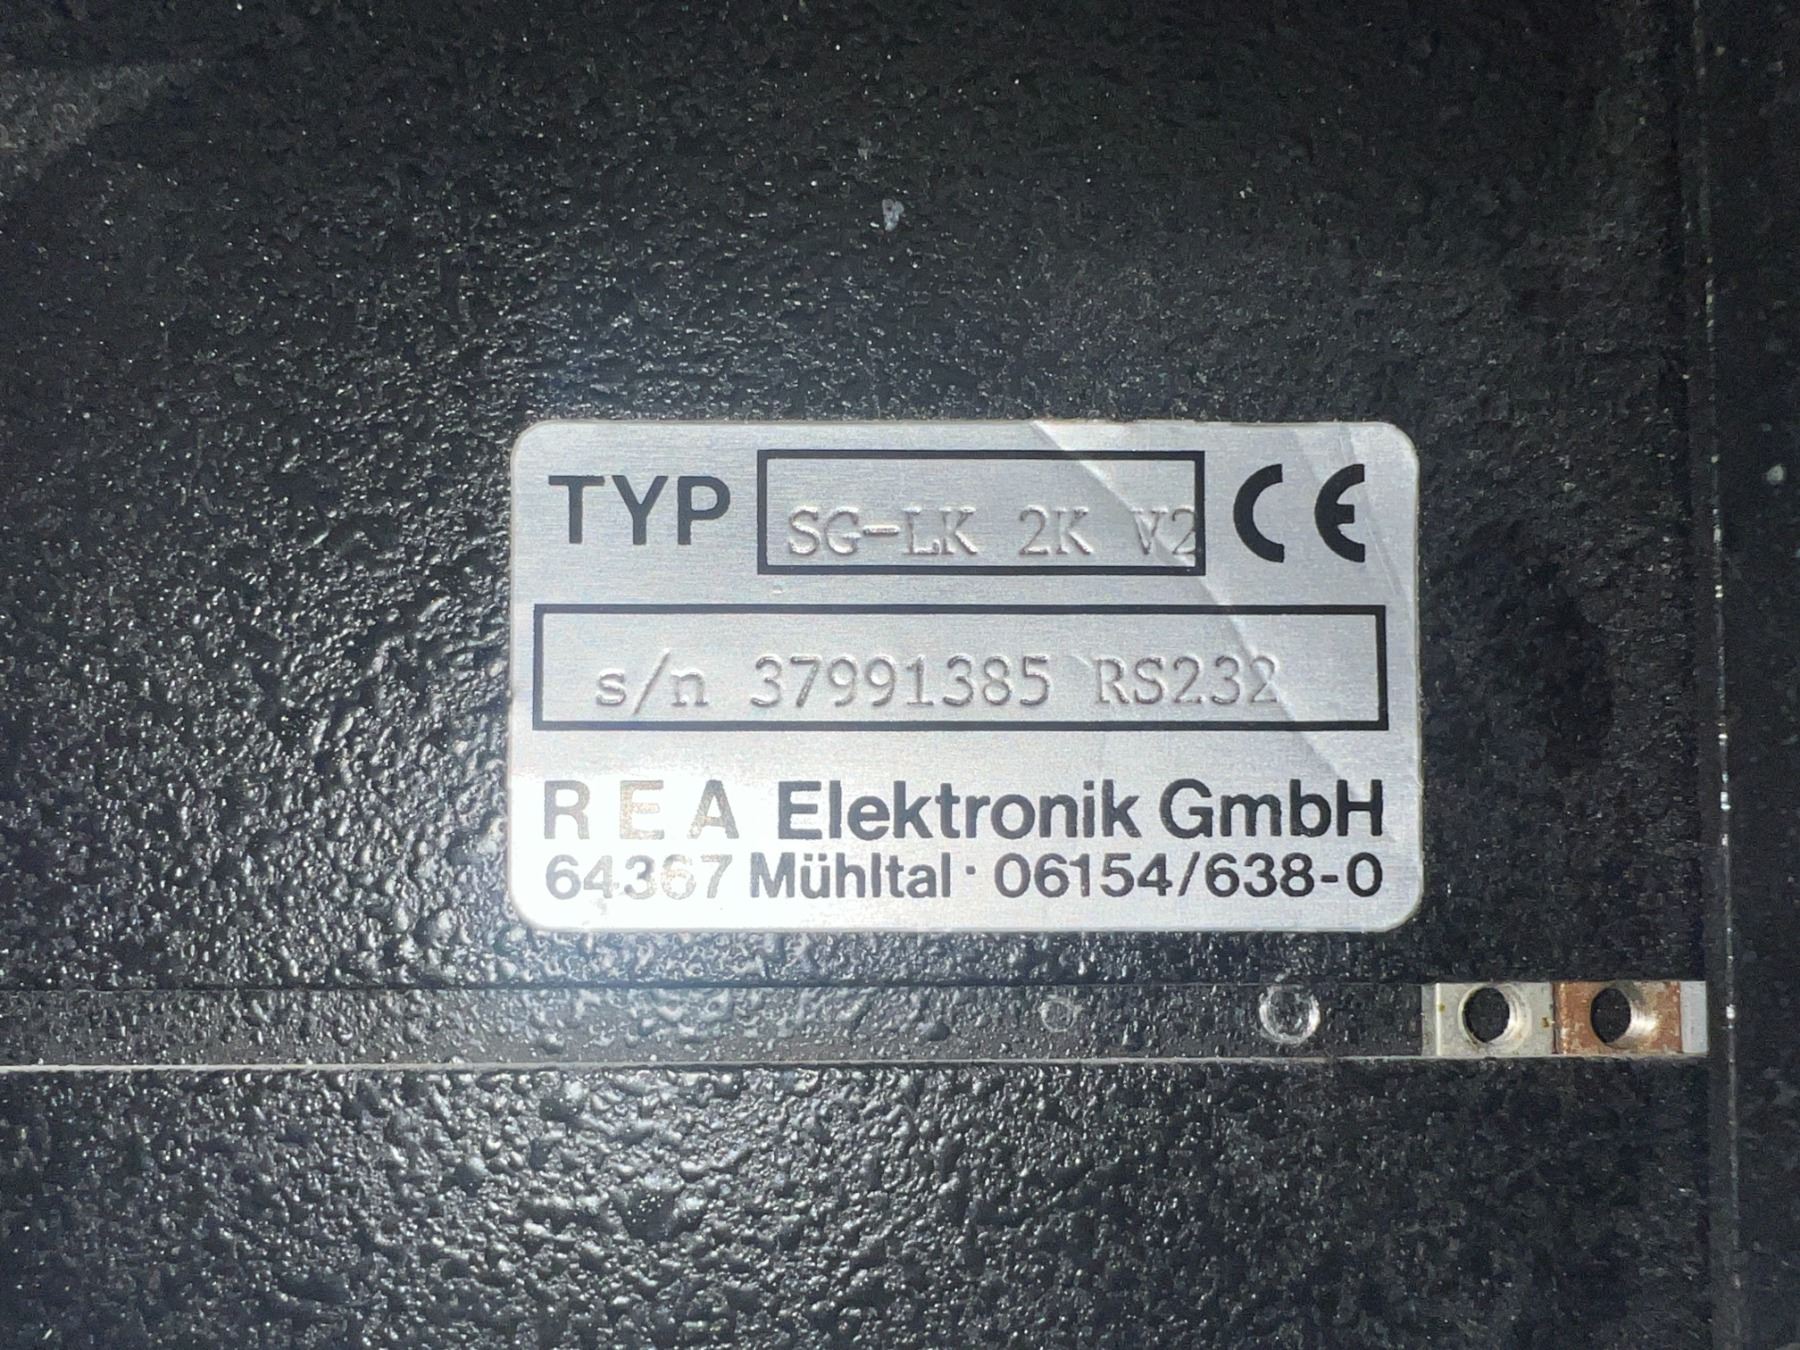 TYP SG-LK 2K V2 CE
s/n 37991385 RS232
R E A Elektronik GmbH
64367 Mühltal · 06154/638-0